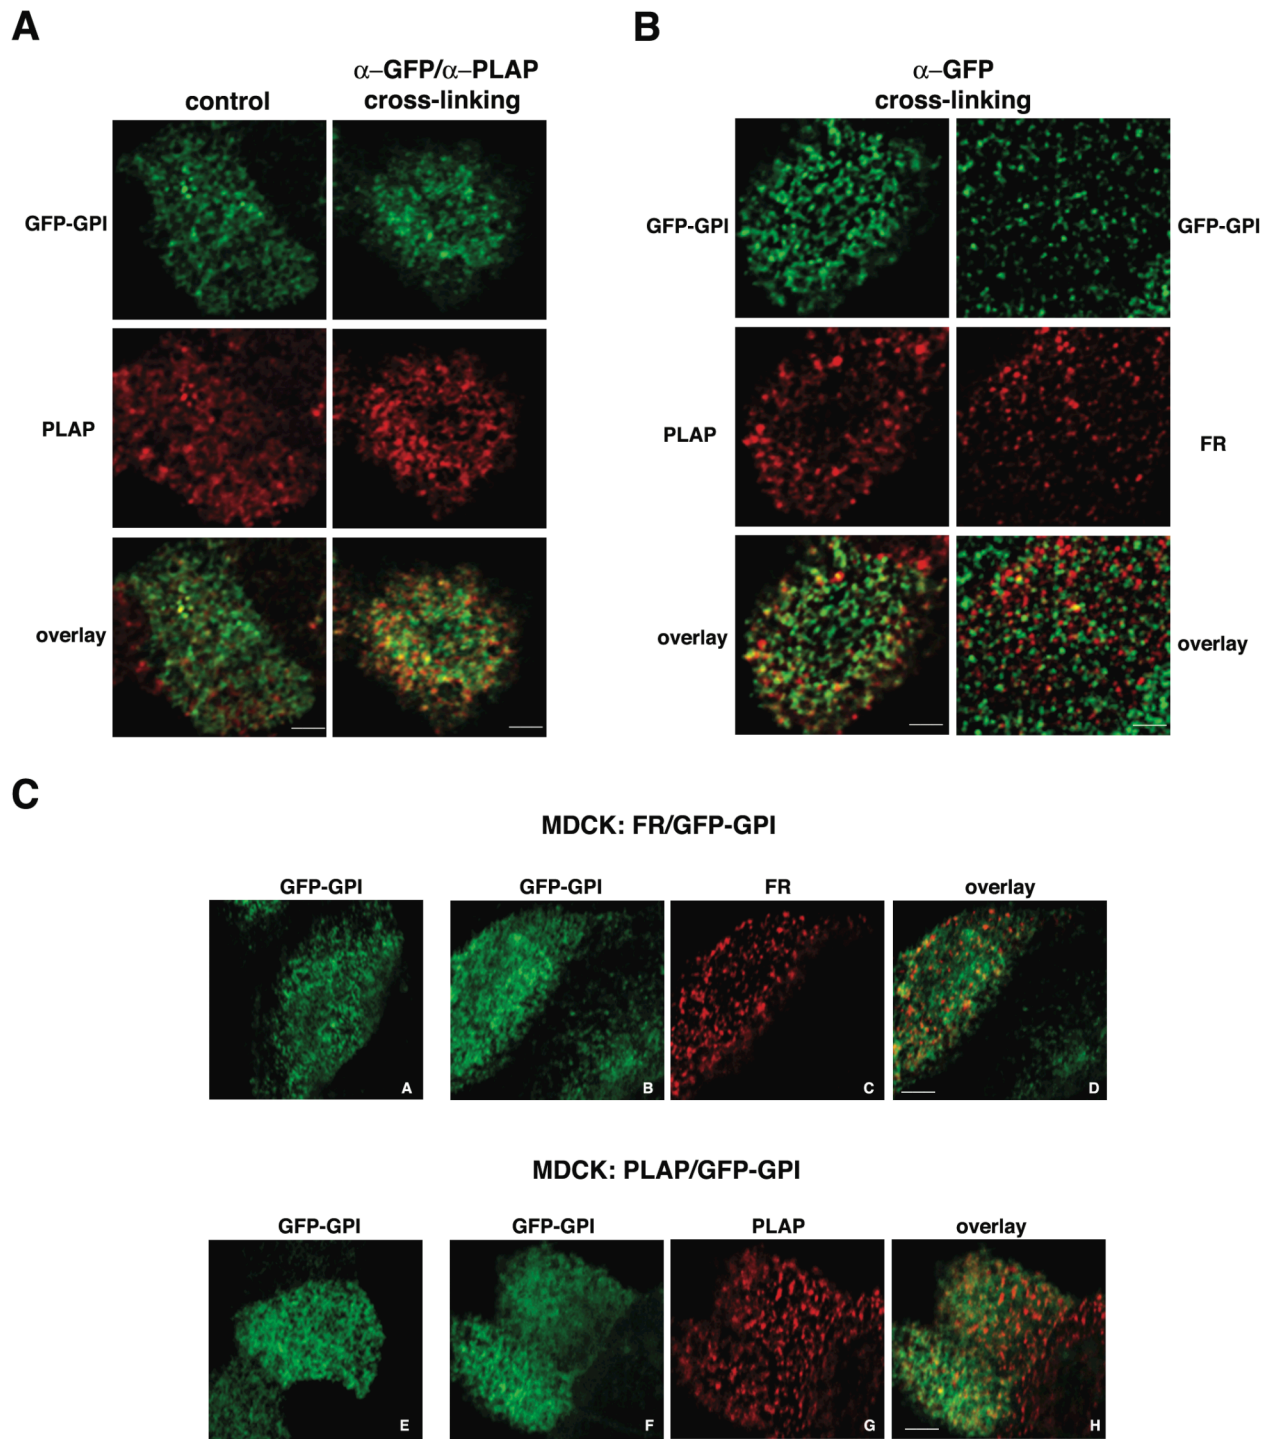 A
B
α–GFP/α–PLAP
cross-linking
control
α–GFP
cross-linking
GFP-GPI
GFP-GPI
GFP-GPI
PLAP
PLAP
FR
overlay
overlay
overlay
C
MDCK: FR/GFP-GPI
GFP-GPI
GFP-GPI
FR
overlay
A
B
C
D
MDCK: PLAP/GFP-GPI
GFP-GPI
GFP-GPI
PLAP
overlay
E
F
G
H